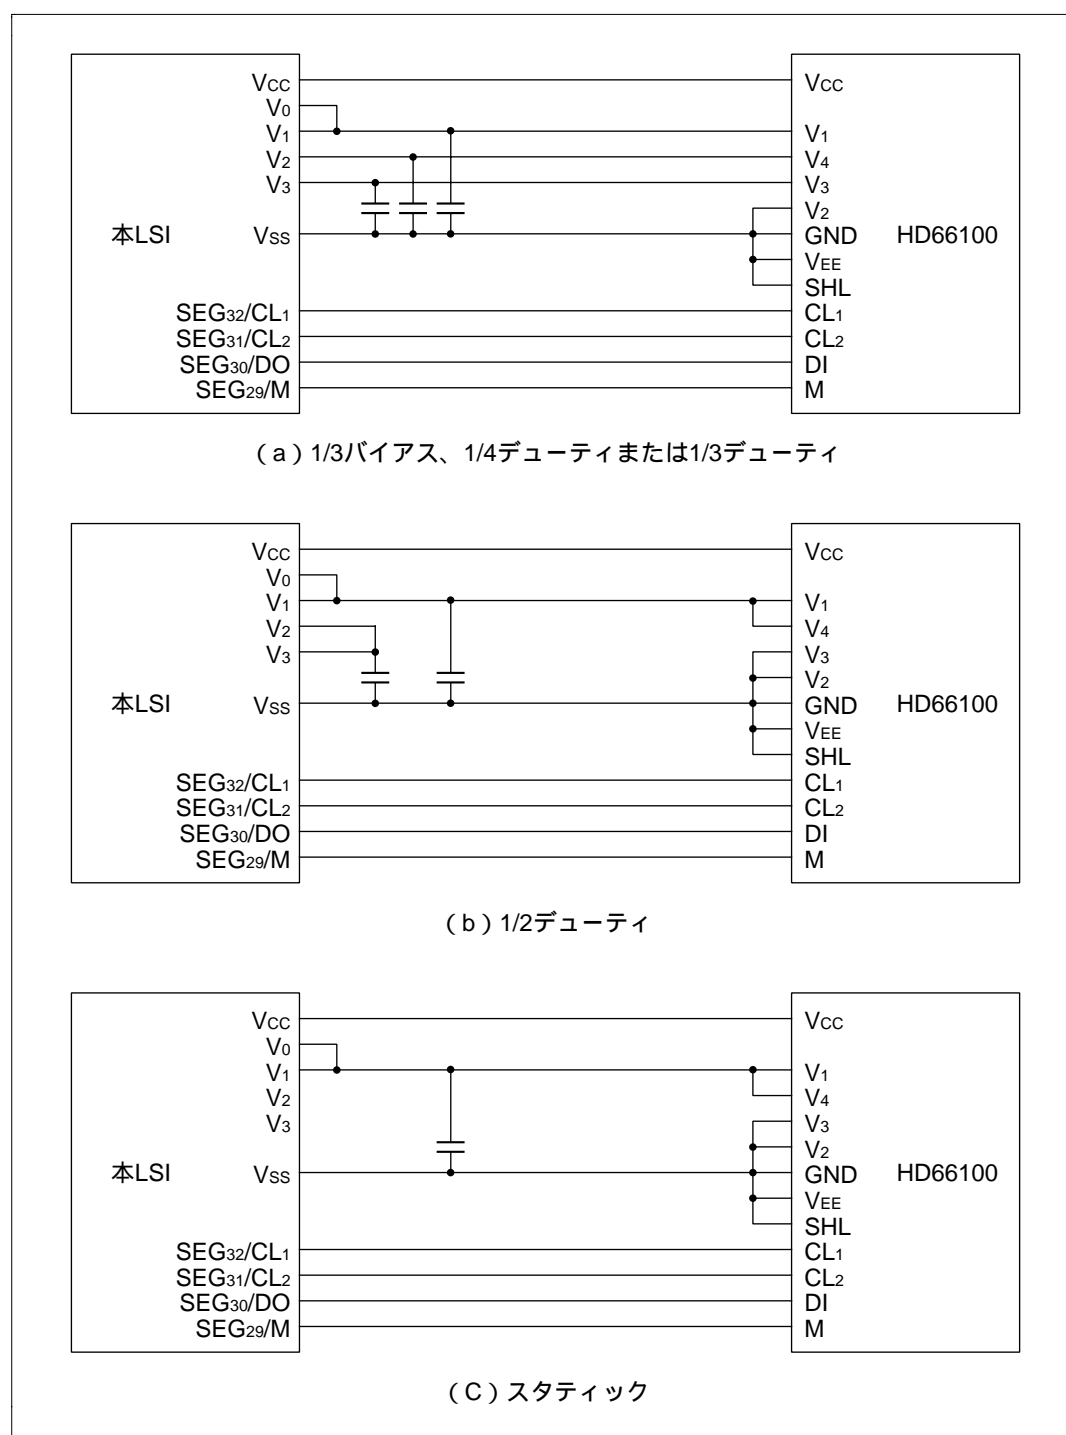 VCC VCC
V0
V1 V1
V2 V4
V3 V3
V2
本LSI VSS GND HD66100
VEE
SHL
SEG32/CL1 CL1
SEG31/CL2 CL2
SEG30/DO DI
SEG29/M M
（a）1/3バイアス、1/4デューティまたは1/3デューティ
VCC VCC
V0
V1 V1
V2 V4
V3 V3
V2
本LSI VSS GND HD66100
VEE
SHL
SEG32/CL1 CL1
SEG31/CL2 CL2
SEG30/DO DI
SEG29/M M
（b）1/2デューティ
VCC VCC
V0
V1 V1
V2 V4
V3 V3
V2
本LSI VSS GND HD66100
VEE
SHL
SEG32/CL1 CL1
SEG31/CL2 CL2
SEG30/DO DI
SEG29/M M
（C）スタティック